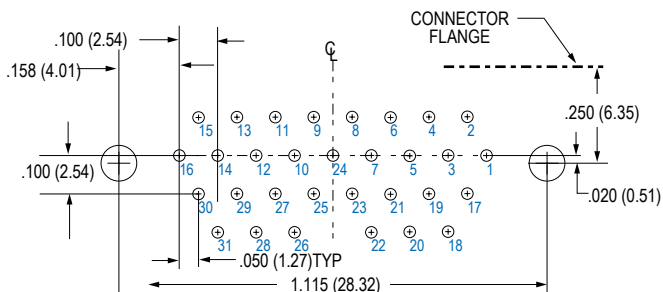 CONNECTOR
FLANGE
.100 (2.54)
℄
.158 (4.01)
.250 (6.35)
15 13 11 9 8 6 4 2
16 14 12 10 24 7 5 3 1
.100 (2.54)
.020 (0.51)
30 29 27 25 23 21 19 17
31 28 26 22 20 18
.050 (1.27)TYP
1.115 (28.32)